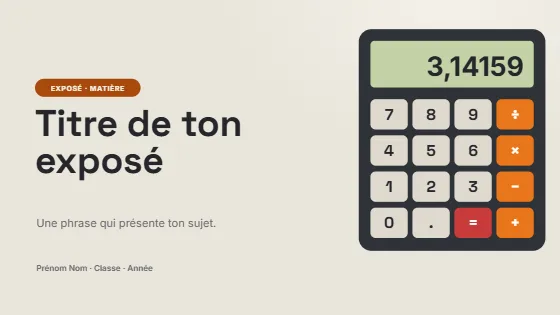 EXPOSÉ · MATIÈRE
Titre de ton
exposé
Une phrase qui présente ton sujet.
Prénom Nom · Classe · Année
3,14159
7 8 9 ÷
4 5 6 ×
1 2 3 −
0 . = +